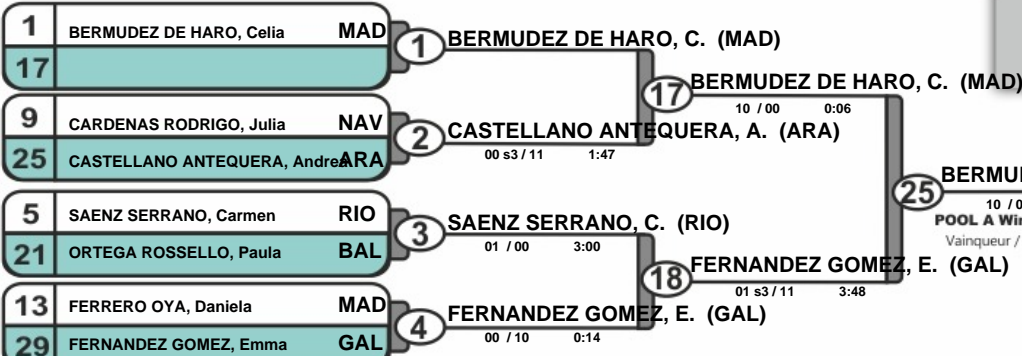 1 BERMUDEZ DE HARO, Celia MAD
17
1 BERMUDEZ DE HARO, C. (MAD)
9 CARDENAS RODRIGO, Julia NAV
25 CASTELLANO ANTEQUERA, Andrea ARA
2 CASTELLANO ANTEQUERA, A. (ARA)
00 s3 / 11 1:47
17 BERMUDEZ DE HARO, C. (MAD)
10 / 00 0:06
5 SAENZ SERRANO, Carmen RIO
21 ORTEGA ROSSELLO, Paula BAL
3 SAENZ SERRANO, C. (RIO)
01 / 00 3:00
13 FERRERO OYA, Daniela MAD
29 FERNANDEZ GOMEZ, Emma GAL
4 FERNANDEZ GOMEZ, E. (GAL)
00 / 10 0:14
18 FERNANDEZ GOMEZ, E. (GAL)
01 s3 / 11 3:48
25
10 /
POOL A
Vainqueur /